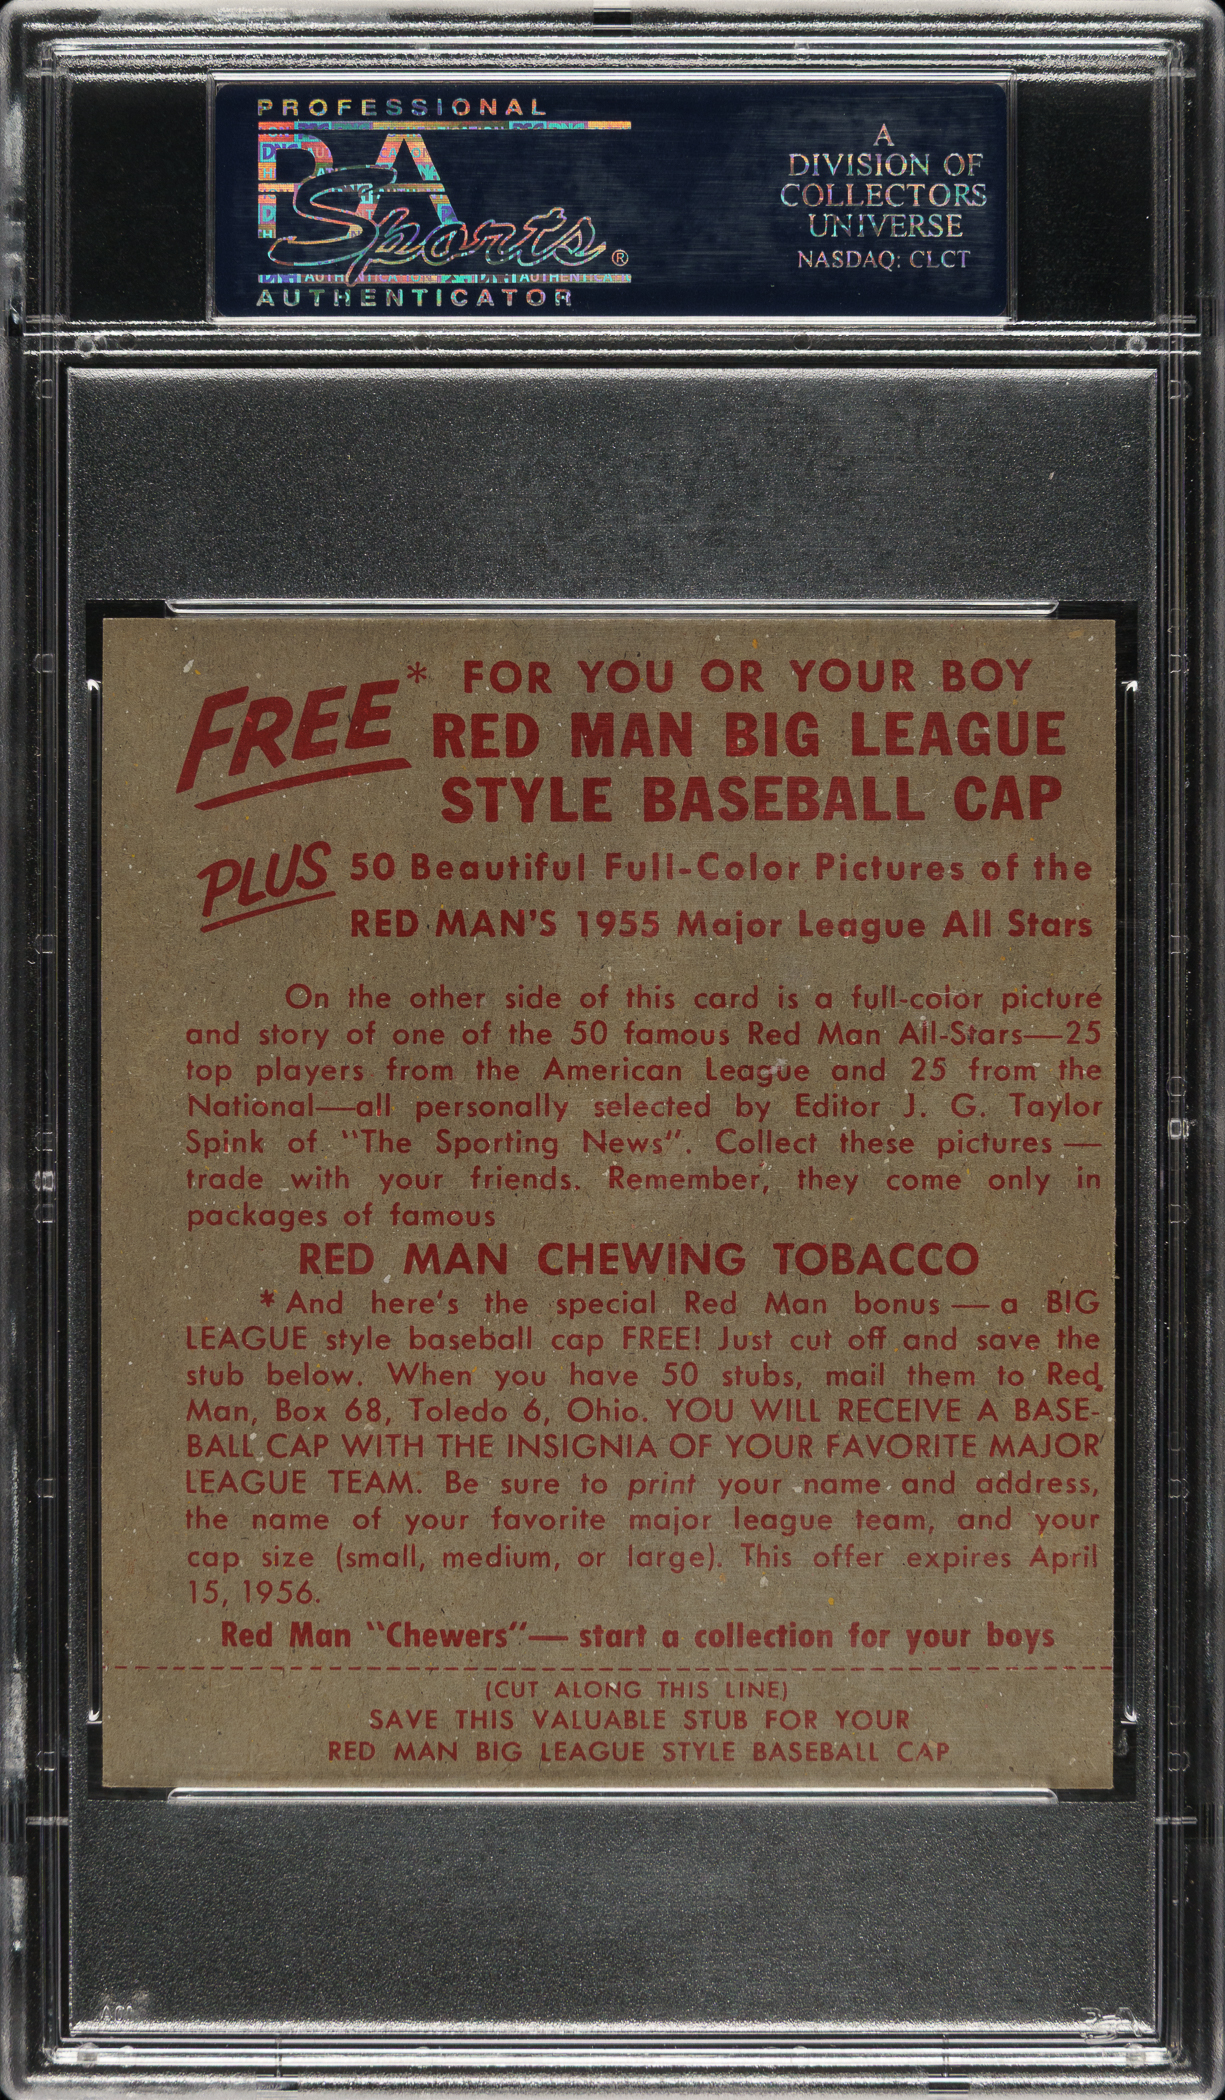 PROFESSIONAL
PSA
Sports®
AUTHENTICATOR
A
DIVISION OF
COLLECTORS
UNIVERSE
NASDAQ: CLCT
FREE* FOR YOU OR YOUR BOY
RED MAN BIG LEAGUE
STYLE BASEBALL CAP
PLUS 50 Beautiful Full-Color Pictures of the
RED MAN'S 1955 Major League All Stars
On the other side of this card is a full-color picture
and story of one of the 50 famous Red Man All-Stars—25
top players from the American League and 25 from the
National—all personally selected by Editor J. G. Taylor
Spink of "The Sporting News". Collect these pictures —
trade with your friends. Remember, they come only in
packages of famous
RED MAN CHEWING TOBACCO
* And here's the special Red Man bonus — a BIG
LEAGUE style baseball cap FREE! Just cut off and save the
stub below. When you have 50 stubs, mail them to Red
Man, Box 68, Toledo 6, Ohio. YOU WILL RECEIVE A BASE-
BALL CAP WITH THE INSIGNIA OF YOUR FAVORITE MAJOR
LEAGUE TEAM. Be sure to print your name and address,
the name of your favorite major league team, and your
cap size (small, medium, or large). This offer expires April
15, 1956.
Red Man "Chewers"— start a collection for your boys
(CUT ALONG THIS LINE)
SAVE THIS VALUABLE STUB FOR YOUR
RED MAN BIG LEAGUE STYLE BASEBALL CAP